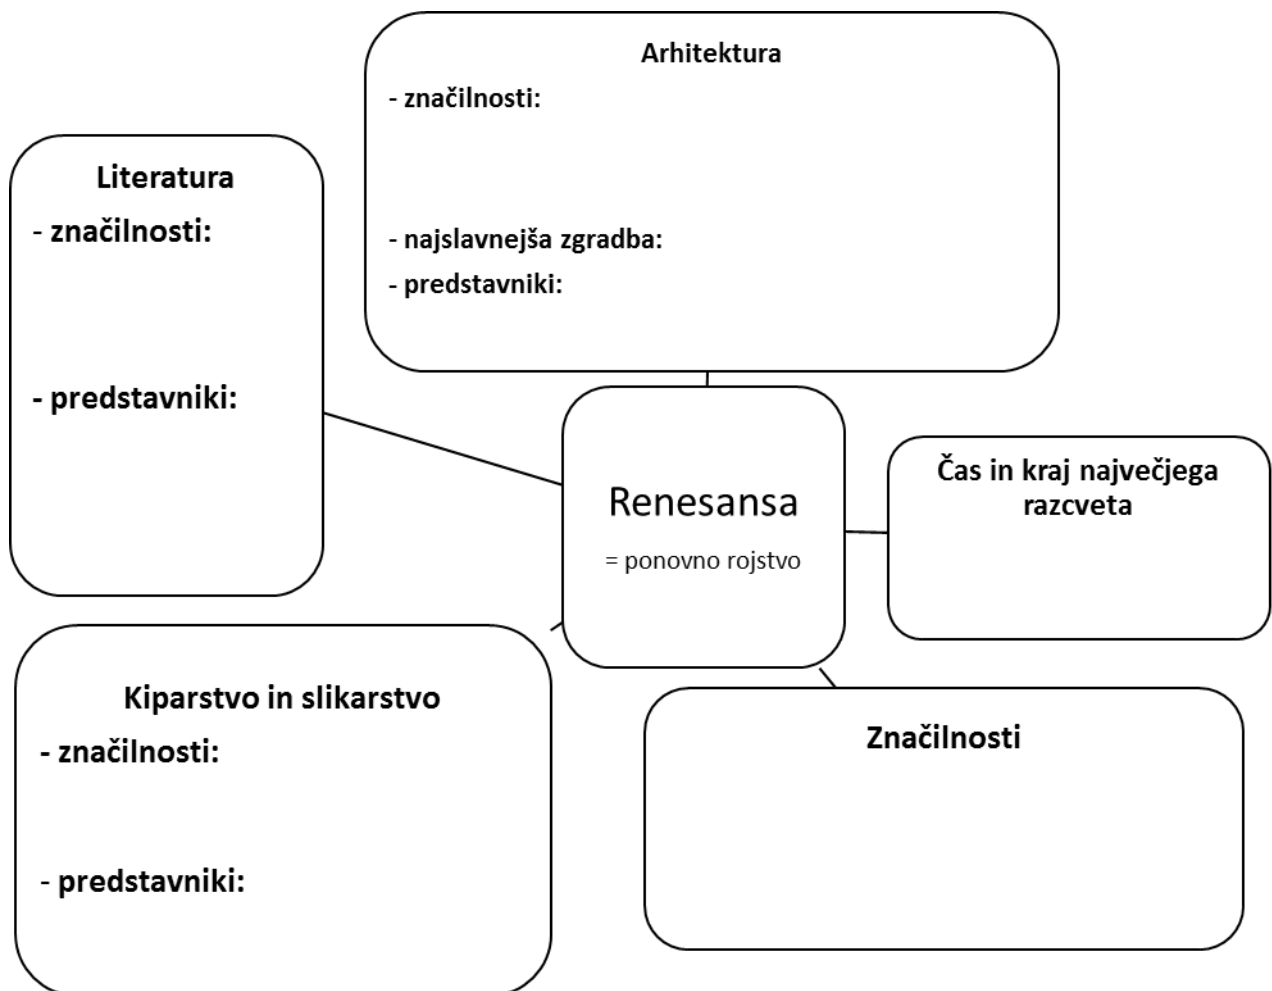 Arhitektura
- značilnosti:
- najslavnejša zgradba:
- predstavniki:
Literatura
- značilnosti:
- predstavniki:
Renesansa
= ponovno rojstvo
Čas in kraj največjega
razcveta
Kiparstvo in slikarstvo
- značilnosti:
- predstavniki:
Značilnosti